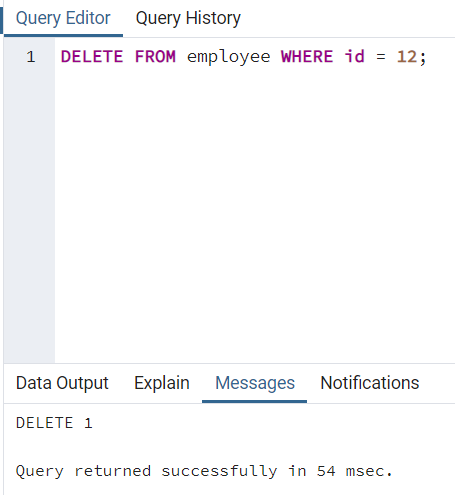 Query Editor Query History
1 DELETE FROM employee WHERE id = 12;
Data Output Explain Messages Notifications
DELETE 1
Query returned successfully in 54 msec.